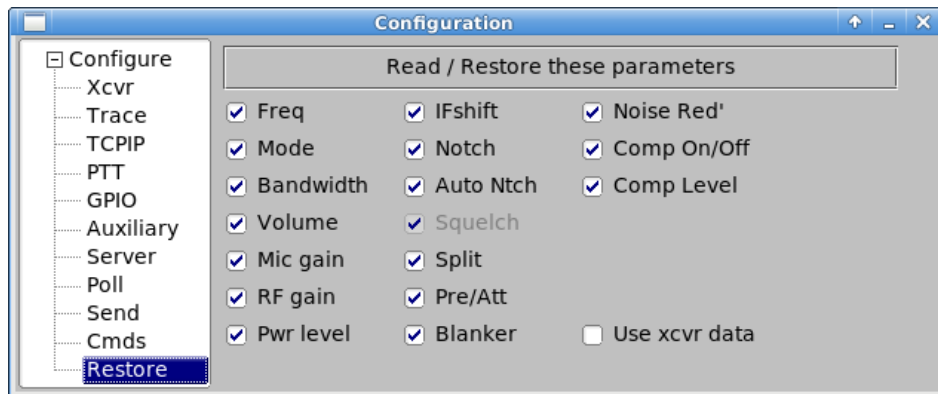 Configuration
Configure
Xcvr
Trace
TCPIP
PTT
GPIO
Auxiliary
Server
Poll
Send
Cmds
Restore
Read / Restore these parameters
Freq IFshift Noise Red'
Mode Notch Comp On/Off
Bandwidth Auto Ntch Comp Level
Volume Squelch
Mic gain Split
RF gain Pre/Att
Pwr level Blanker Use xcvr data